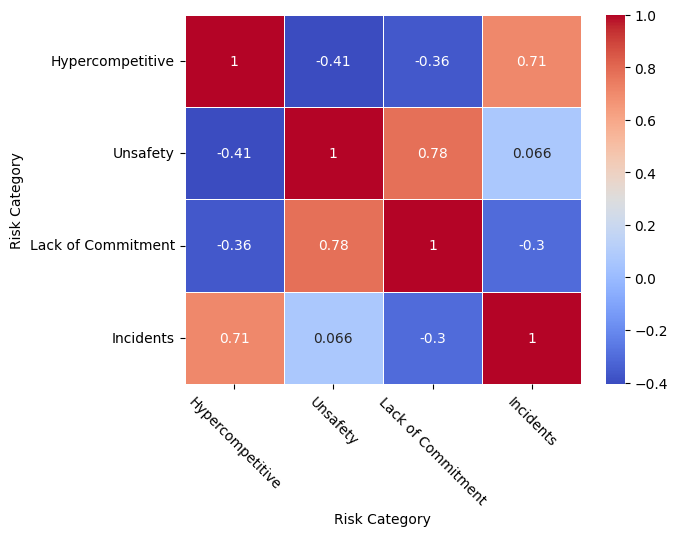 Hypercompetitive 1 -0.41 -0.36 0.71
Unsafety -0.41 1 0.78 0.066
Lack of Commitment -0.36 0.78 1 -0.3
Incidents 0.71 0.066 -0.3 1
Risk Category
Hypercompetitive
Unsafety
Lack of Commitment
Incidents
Risk Category
1.0
0.8
0.6
0.4
0.2
0.0
−0.2
−0.4